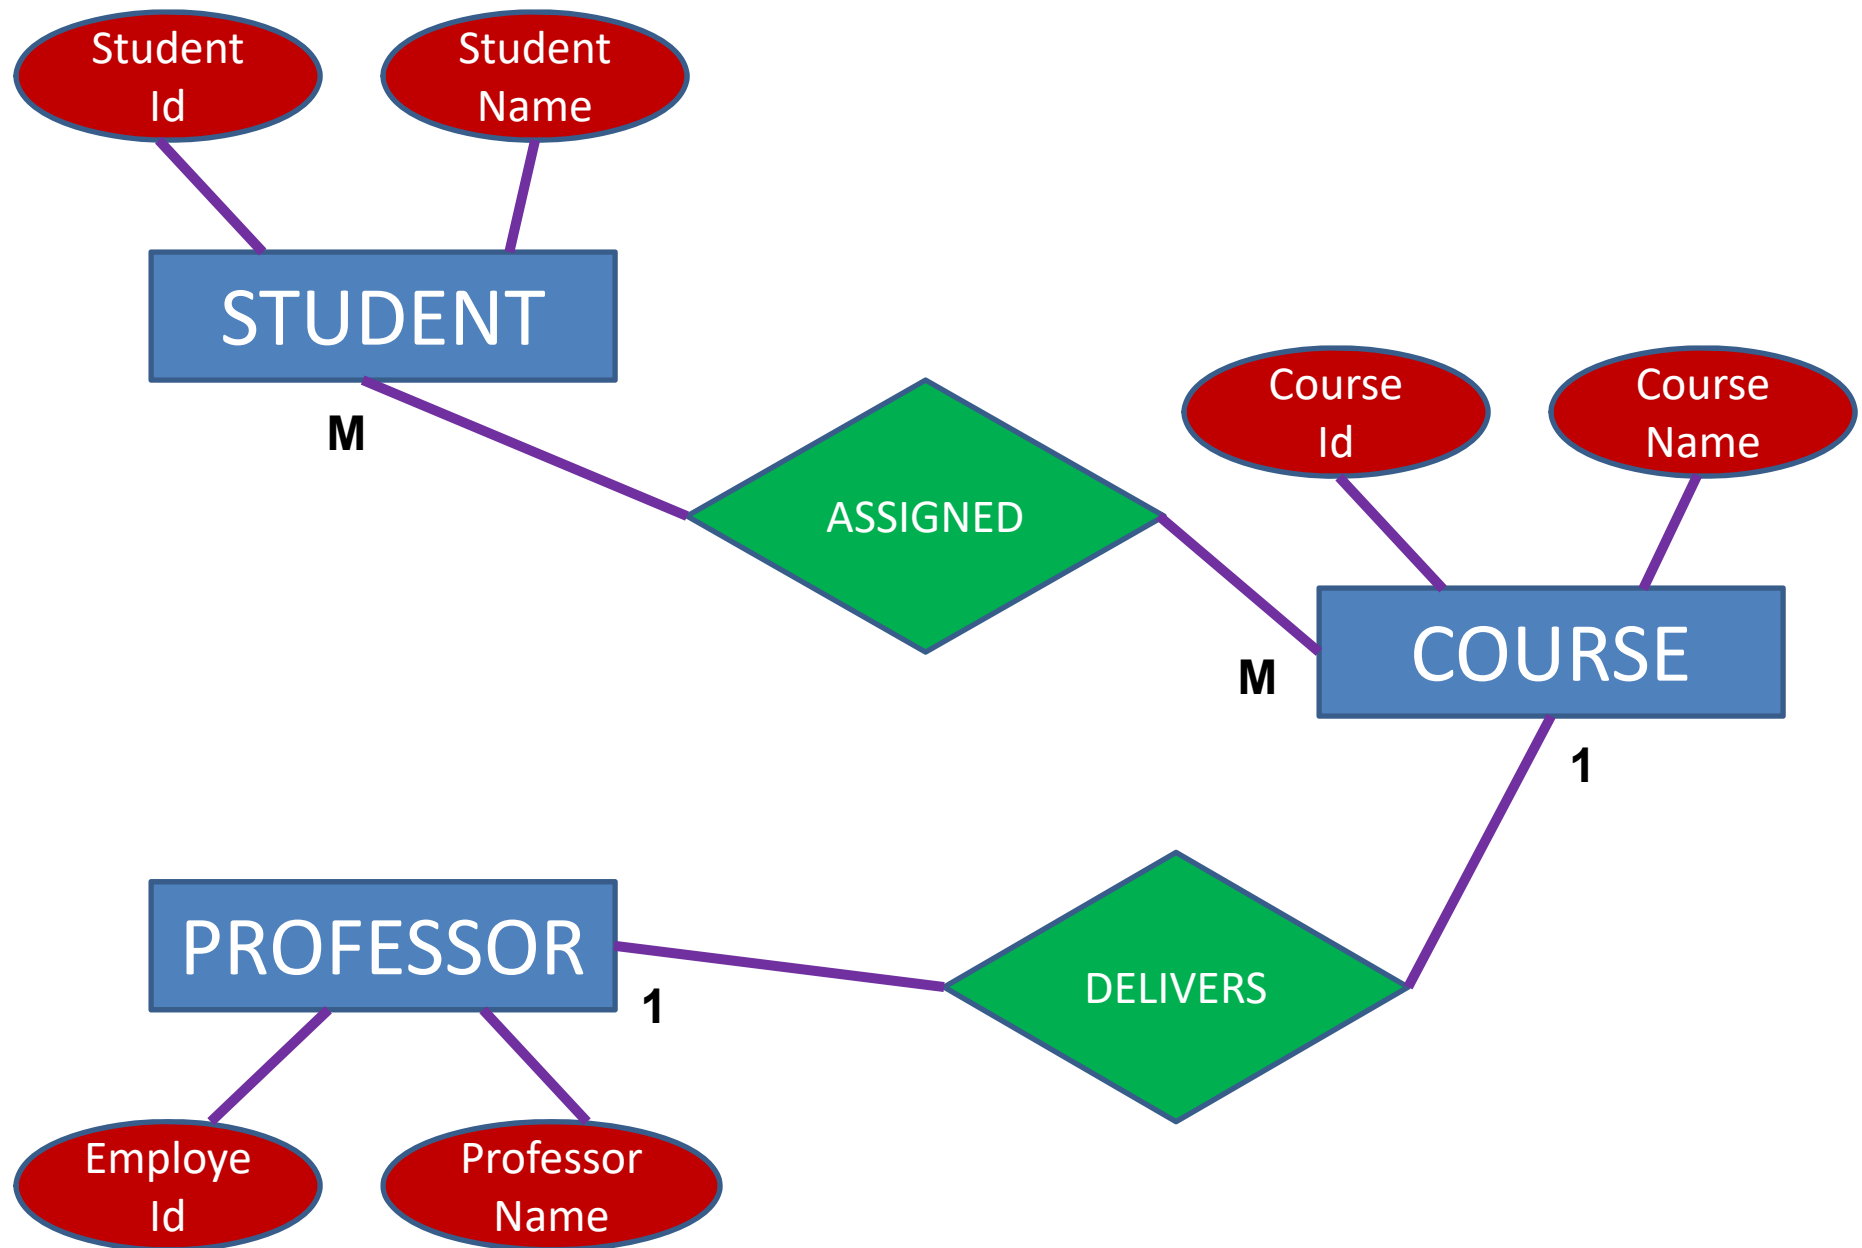 Student
Id
Student
Name
STUDENT
M
ASSIGNED
Course
Id
Course
Name
M
COURSE
1
PROFESSOR
1
DELIVERS
Employe
Id
Professor
Name